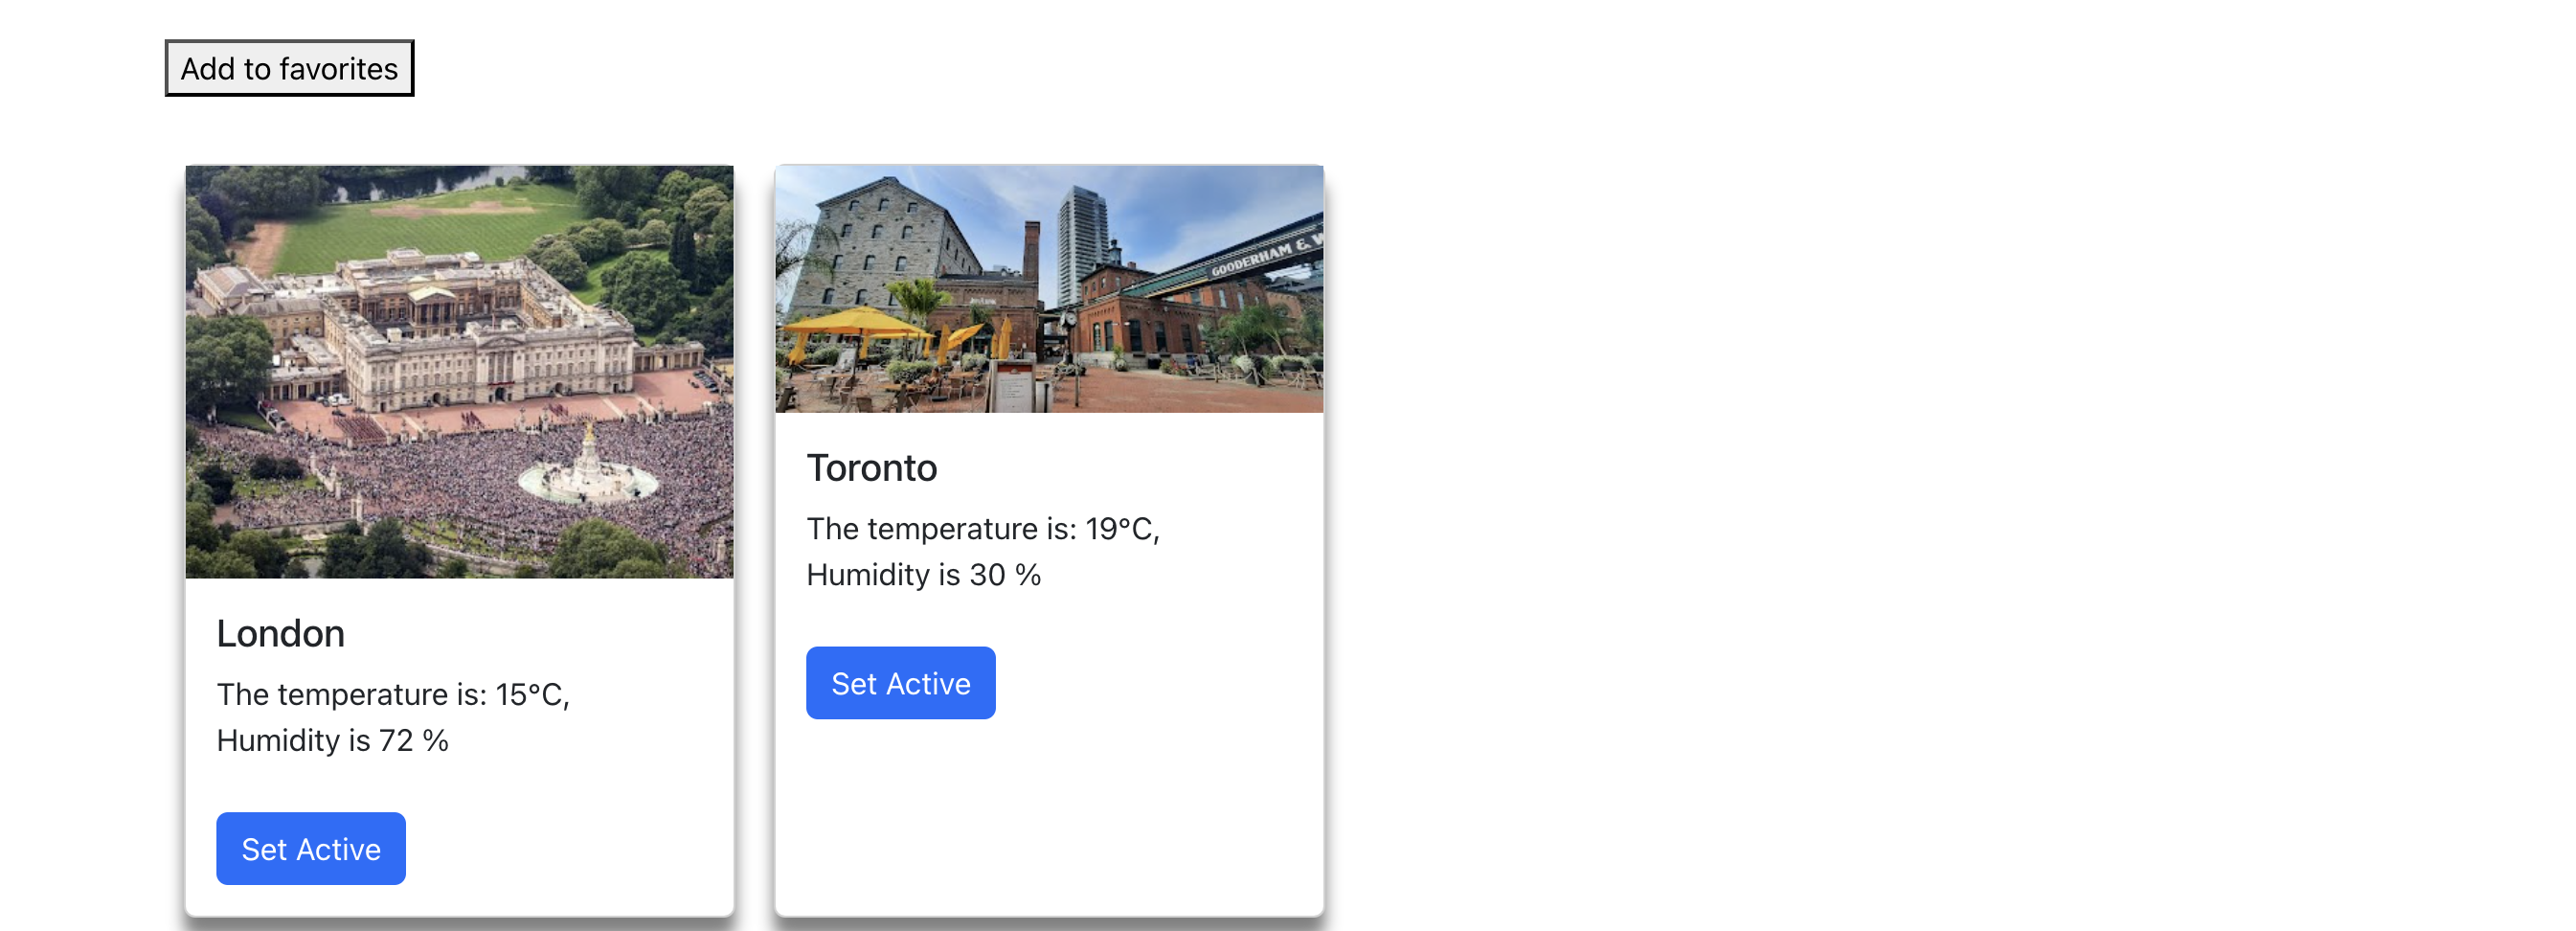 Add to favorites
GOODERHAM & W
London
The temperature is: 15°C,
Humidity is 72 %
Set Active
Toronto
The temperature is: 19°C,
Humidity is 30 %
Set Active